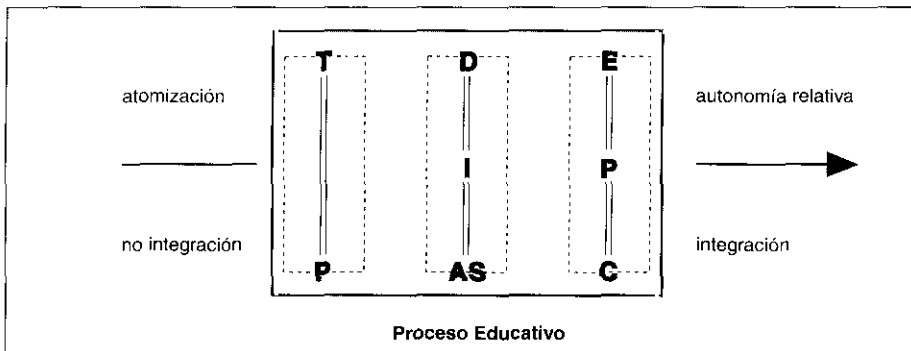 T D E
atomización autonomía relativa
I P
no integración integración
P AS C
Proceso Educativo